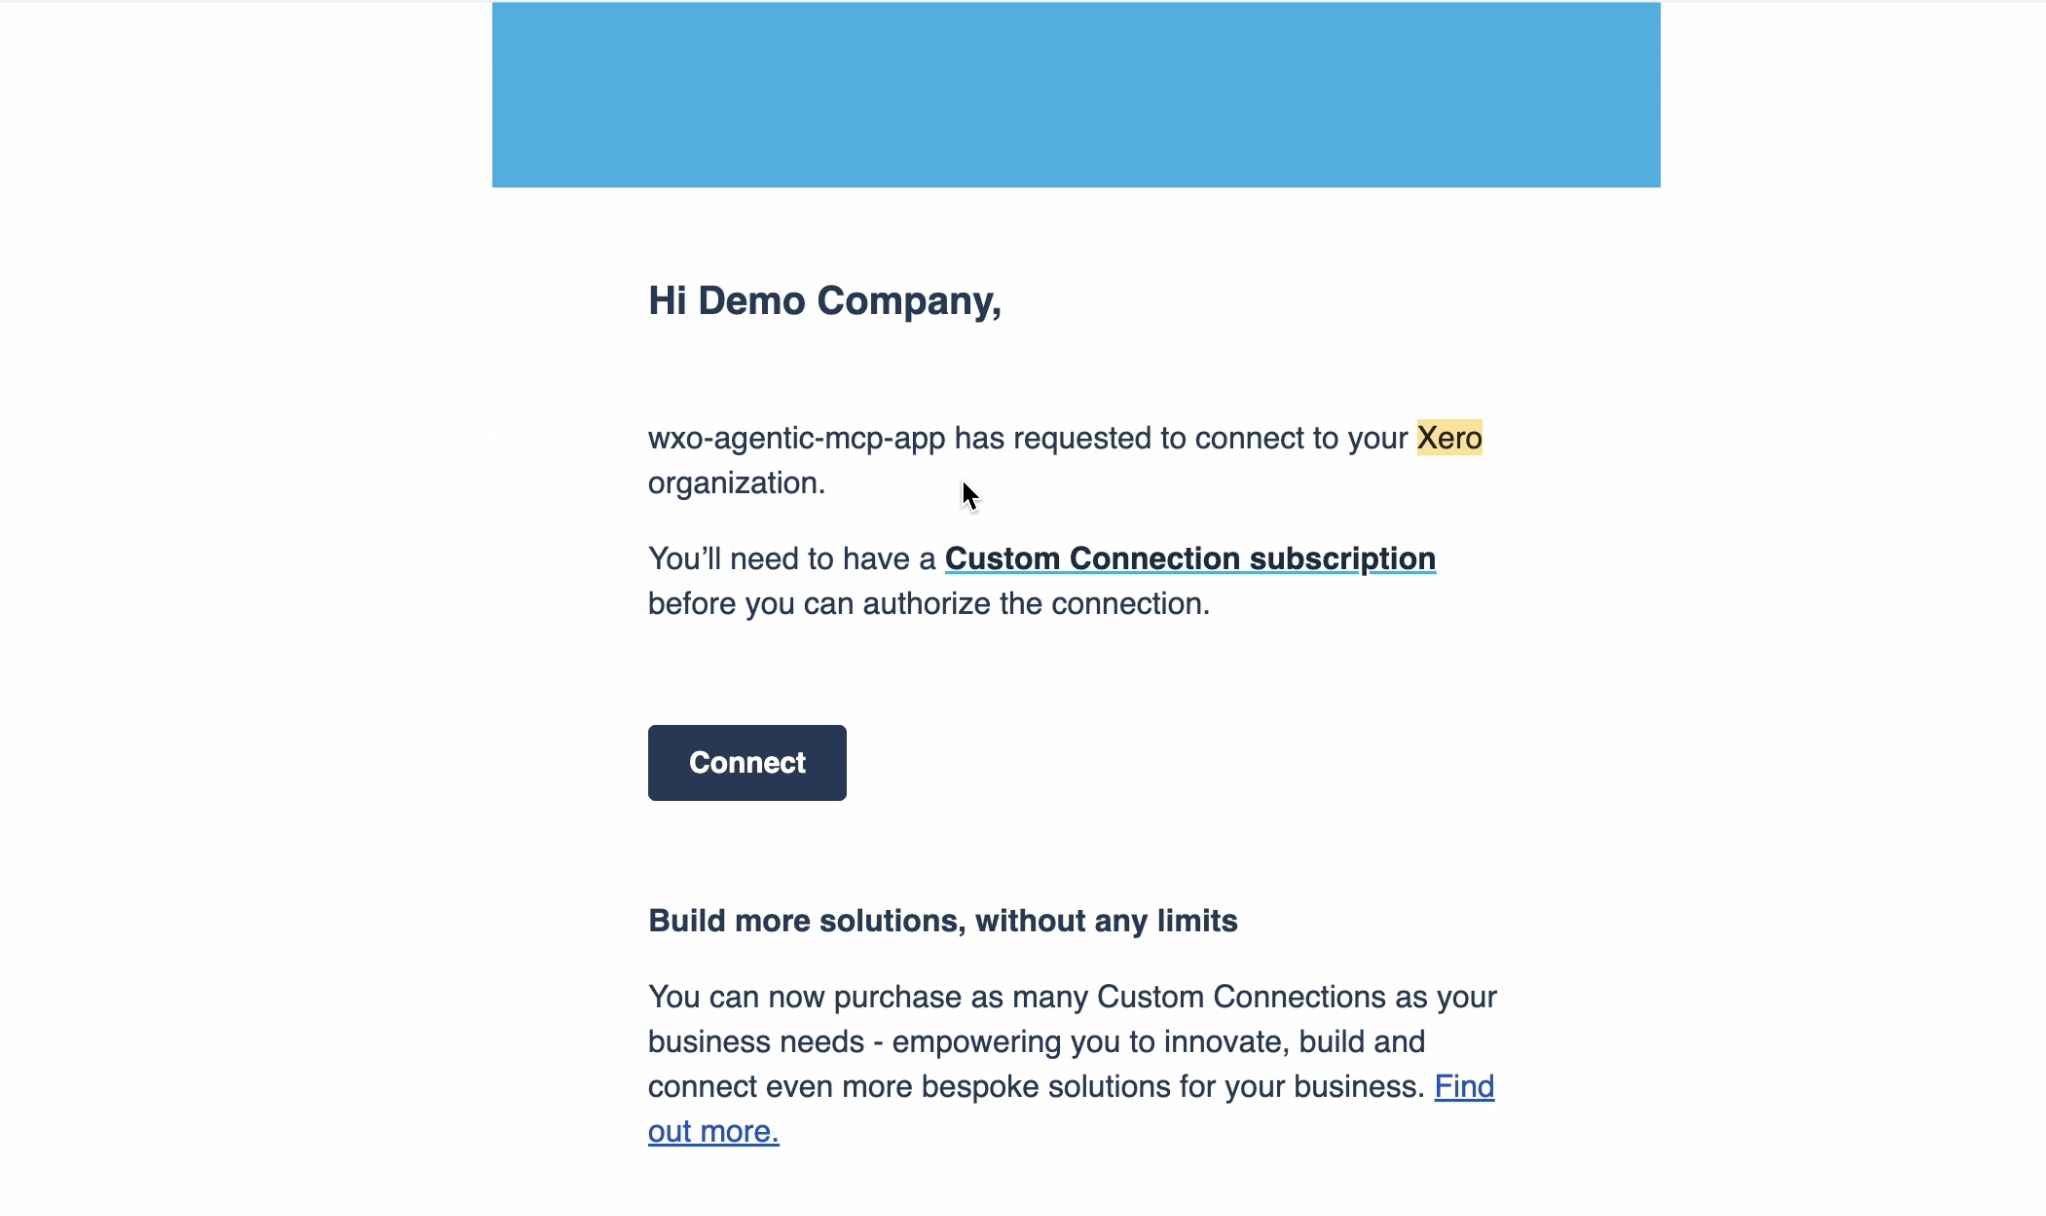 Hi Demo Company,
wxo-agentic-mcp-app has requested to connect to your Xero
organization.
You’ll need to have a Custom Connection subscription
before you can authorize the connection.
Connect
Build more solutions, without any limits
You can now purchase as many Custom Connections as your
business needs - empowering you to innovate, build and
connect even more bespoke solutions for your business. Find
out more.